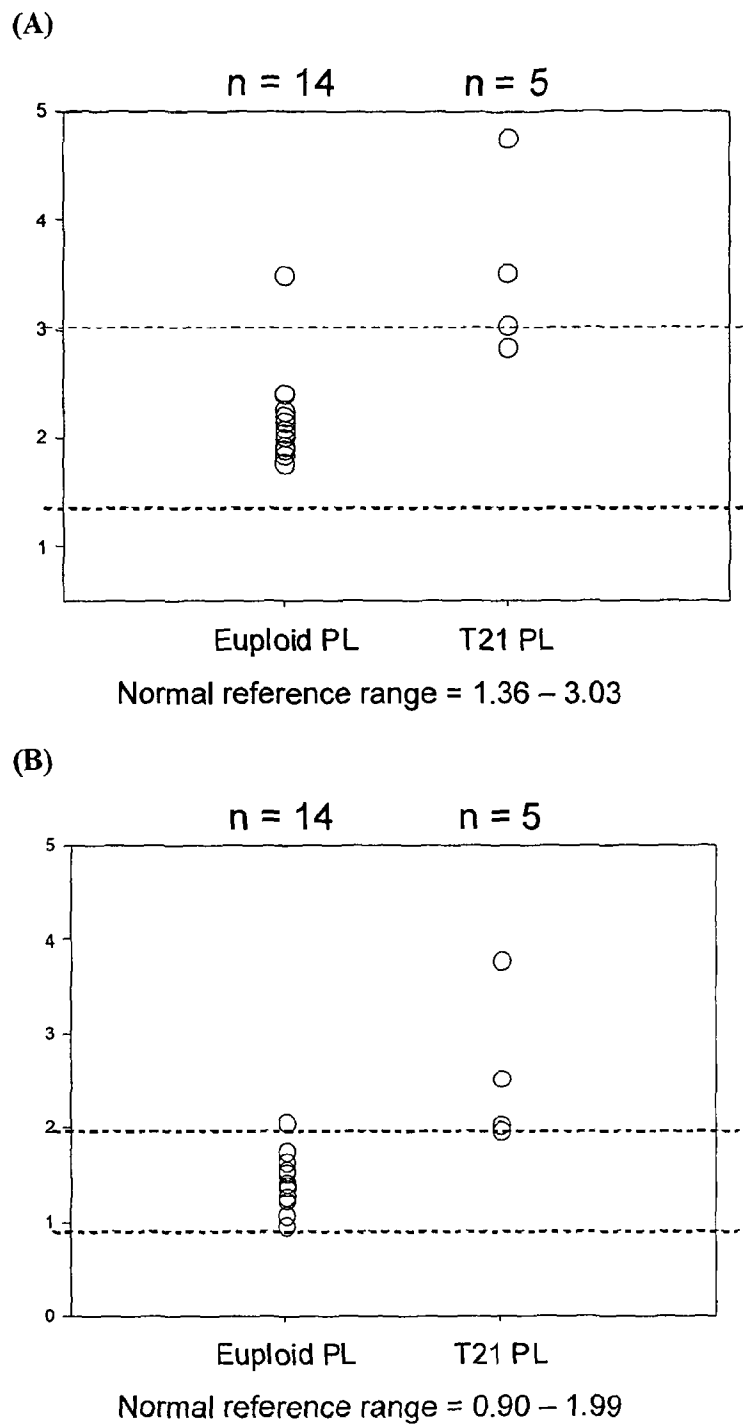 (A)
n = 14 n = 5
5
4
3
2
1
Euploid PL T21 PL
Normal reference range = 1.36 – 3.03
(B)
n = 14 n = 5
5
4
3
2
1
0
Euploid PL T21 PL
Normal reference range = 0.90 – 1.99